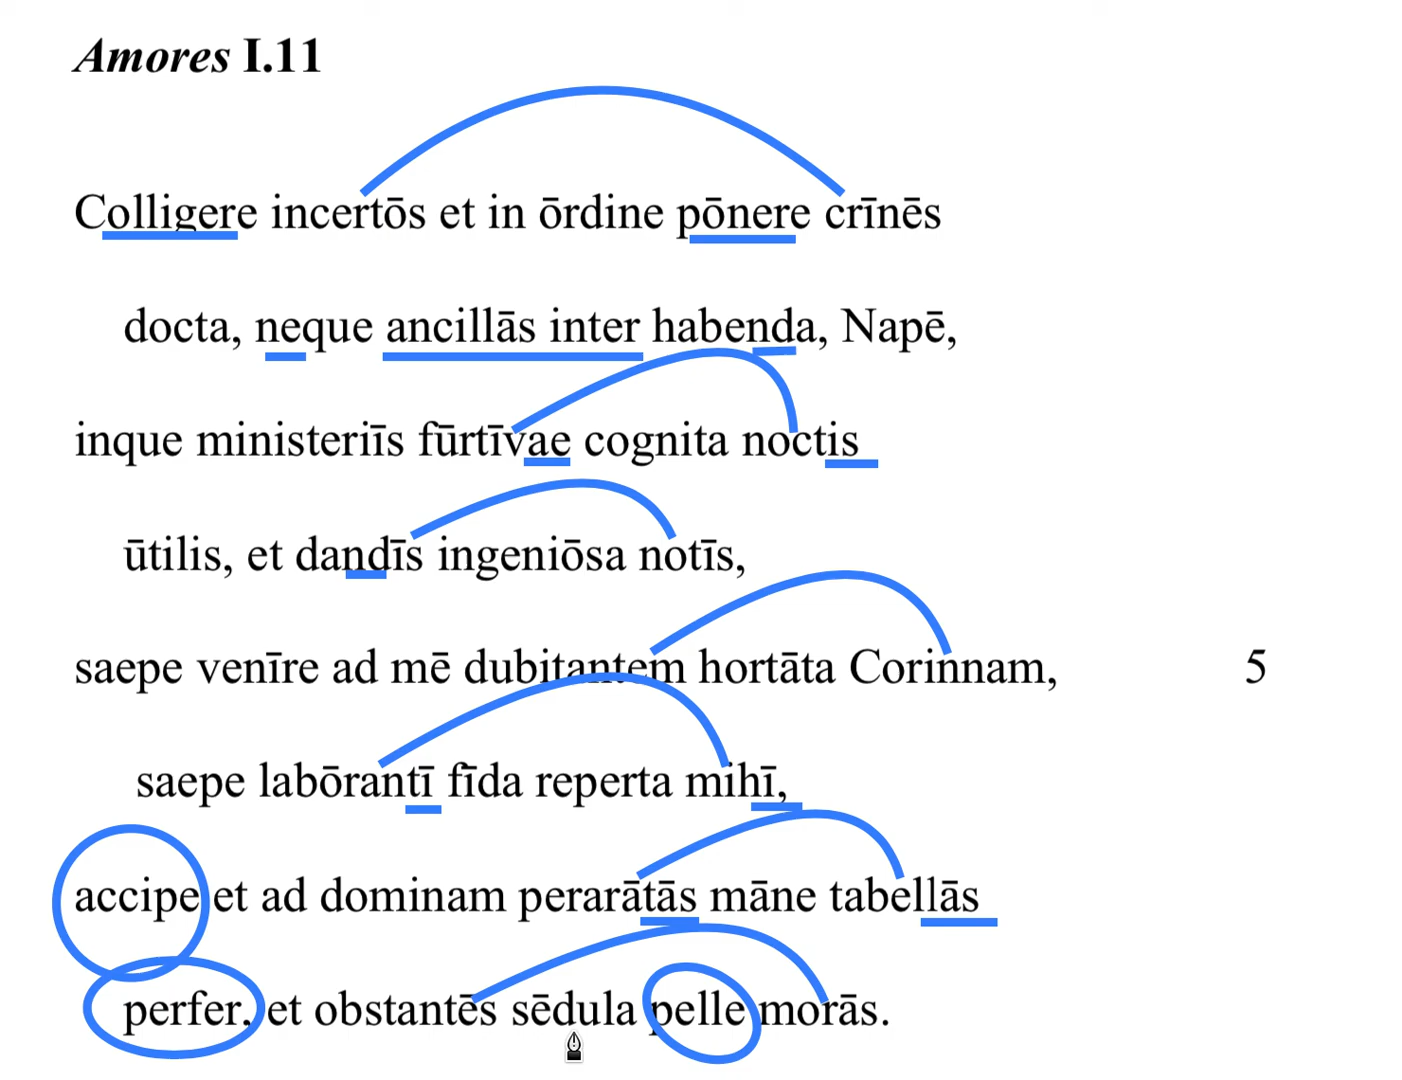 Amores I.11
Colligere incertōs et in ōrdine pōnere crīnēs
docta, neque ancillās inter habenda, Napē,
inque ministeriīs fūrtīvae cognita noctis
ūtilis, et dandīs ingeniōsa notīs,
saepe venīre ad mē dubitantem hortāta Corinnam, 5
saepe labōrantī fīda reperta mihī,
accipe et ad dominam perarātās māne tabellās
perfer, et obstantēs sēdula pelle morās.